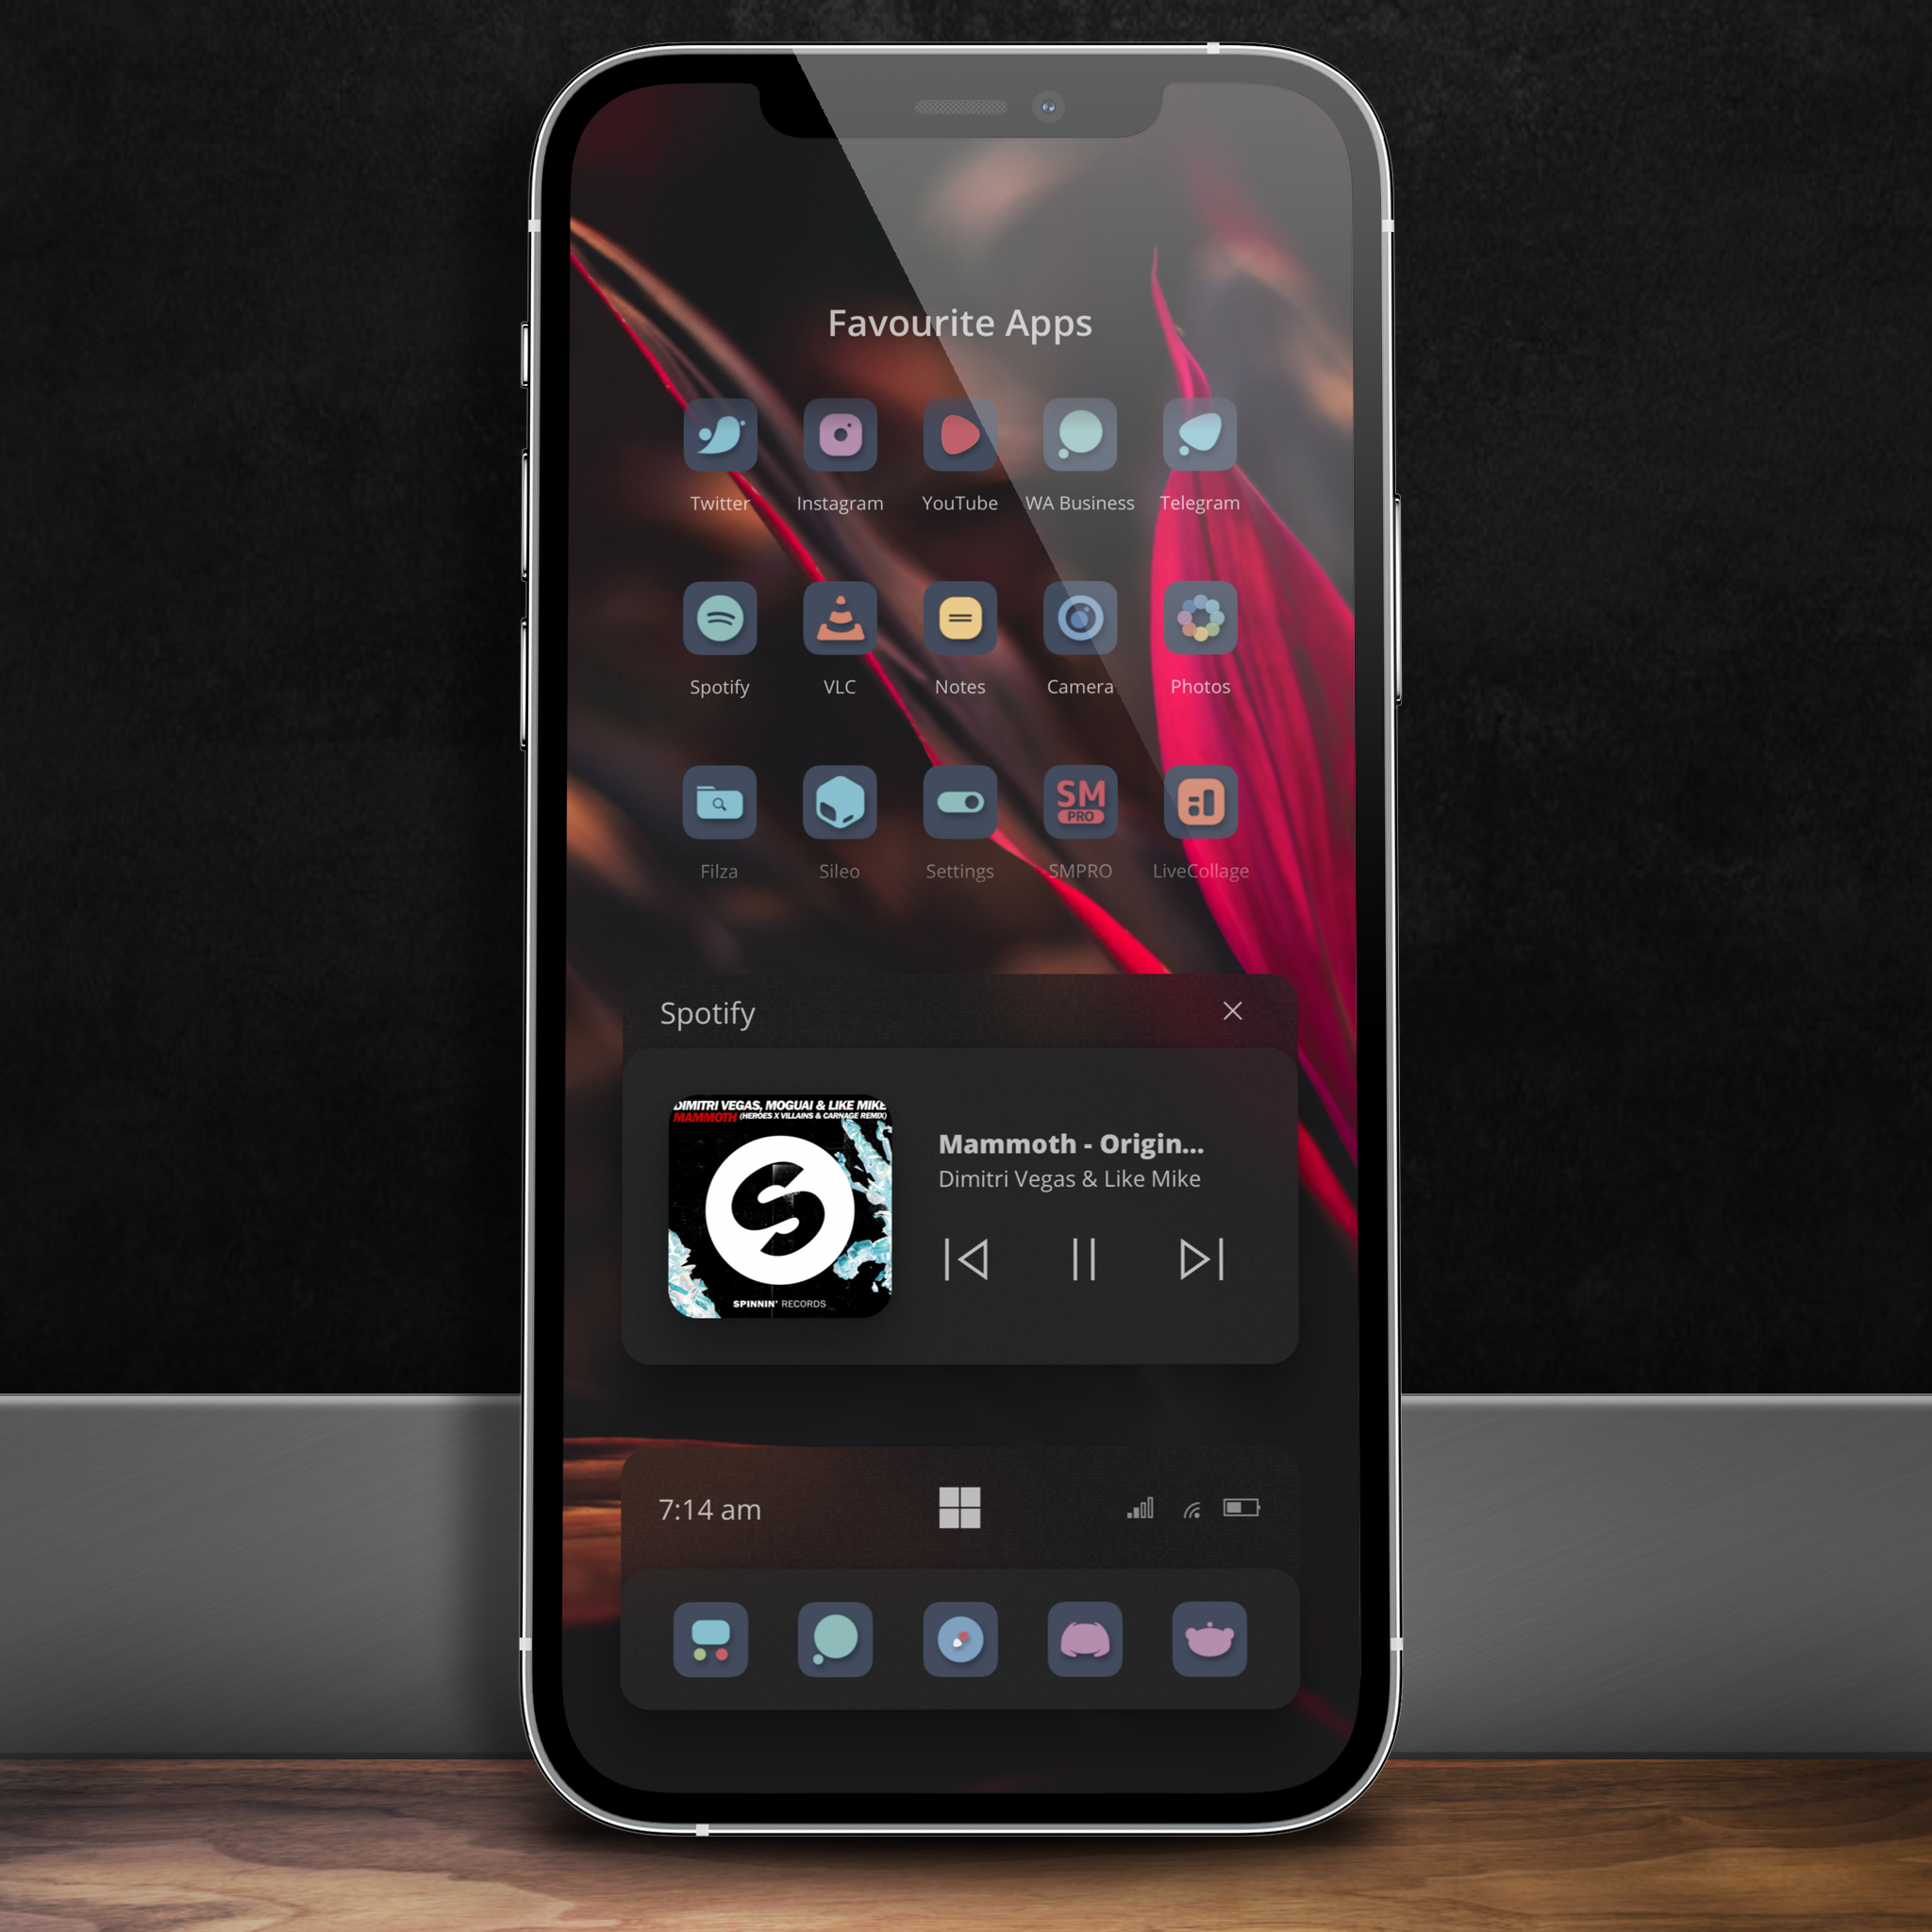 Favourite Apps
Twitter Instagram YouTube WA Business Telegram
Spotify VLC Notes Camera Photos
SM
PRO
Filza Sileo Settings SMPRO LiveCollage
Spotify
DIMITRI VEGAS, MOGUAI & LIKE MIKE
MAMMOTH (HEROES X VILLAINS & CARNAGE REMIX)
SPINNIN' RECORDS
Mammoth - Origin...
Dimitri Vegas & Like Mike
7:14 am